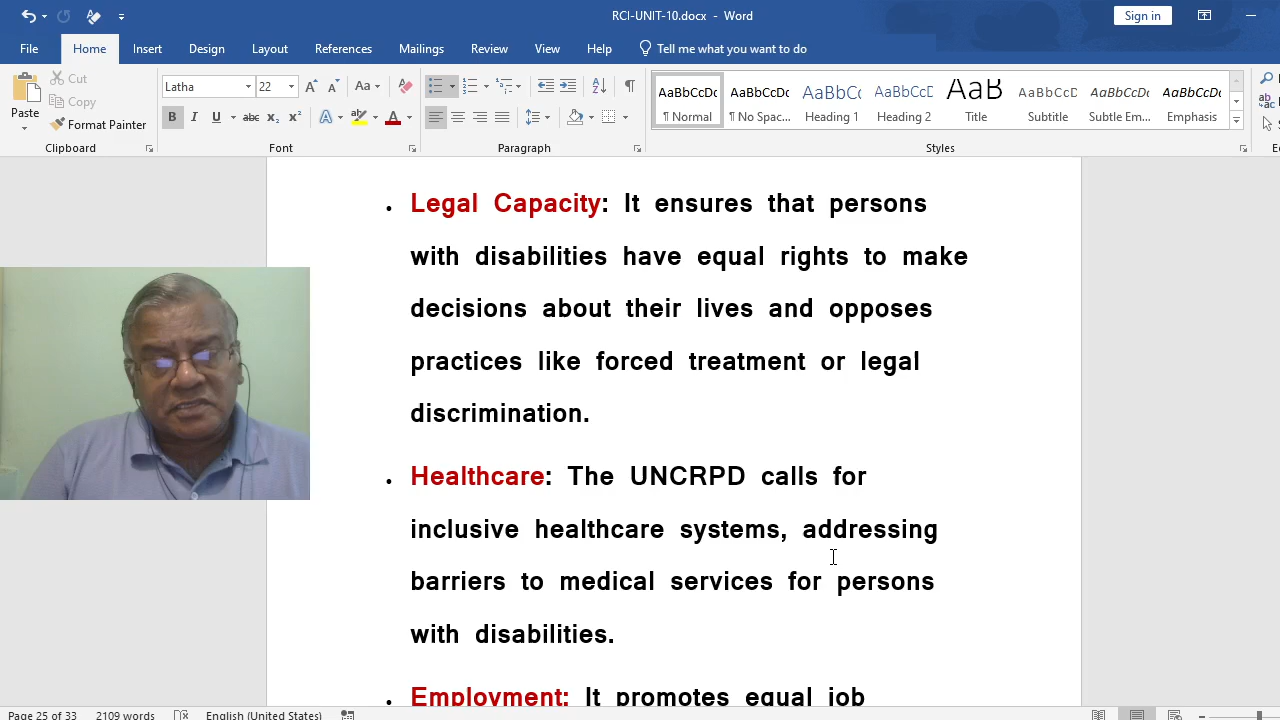 RCI-UNIT-10.docx - Word
Sign in
File Home Insert Design Layout References Mailings Review View Help Tell me what you want to do
Paste
Cut
Copy
Format Painter
Clipboard
Latha 22
Font
Paragraph
AaBbCcDc AaBbCcDc AaBbCc AaBbCcD AaB AaBbCcD AaBbCcDc AaBbCcDc
¶ Normal ¶ No Spac... Heading 1 Heading 2 Title Subtitle Subtle Em... Emphasis
Styles
• Legal Capacity: It ensures that persons
with disabilities have equal rights to make
decisions about their lives and opposes
practices like forced treatment or legal
discrimination.
• Healthcare: The UNCRPD calls for
inclusive healthcare systems, addressing
barriers to medical services for persons
with disabilities.
• Employment: It promotes equal job
Page 25 of 33 2109 words English (United States)